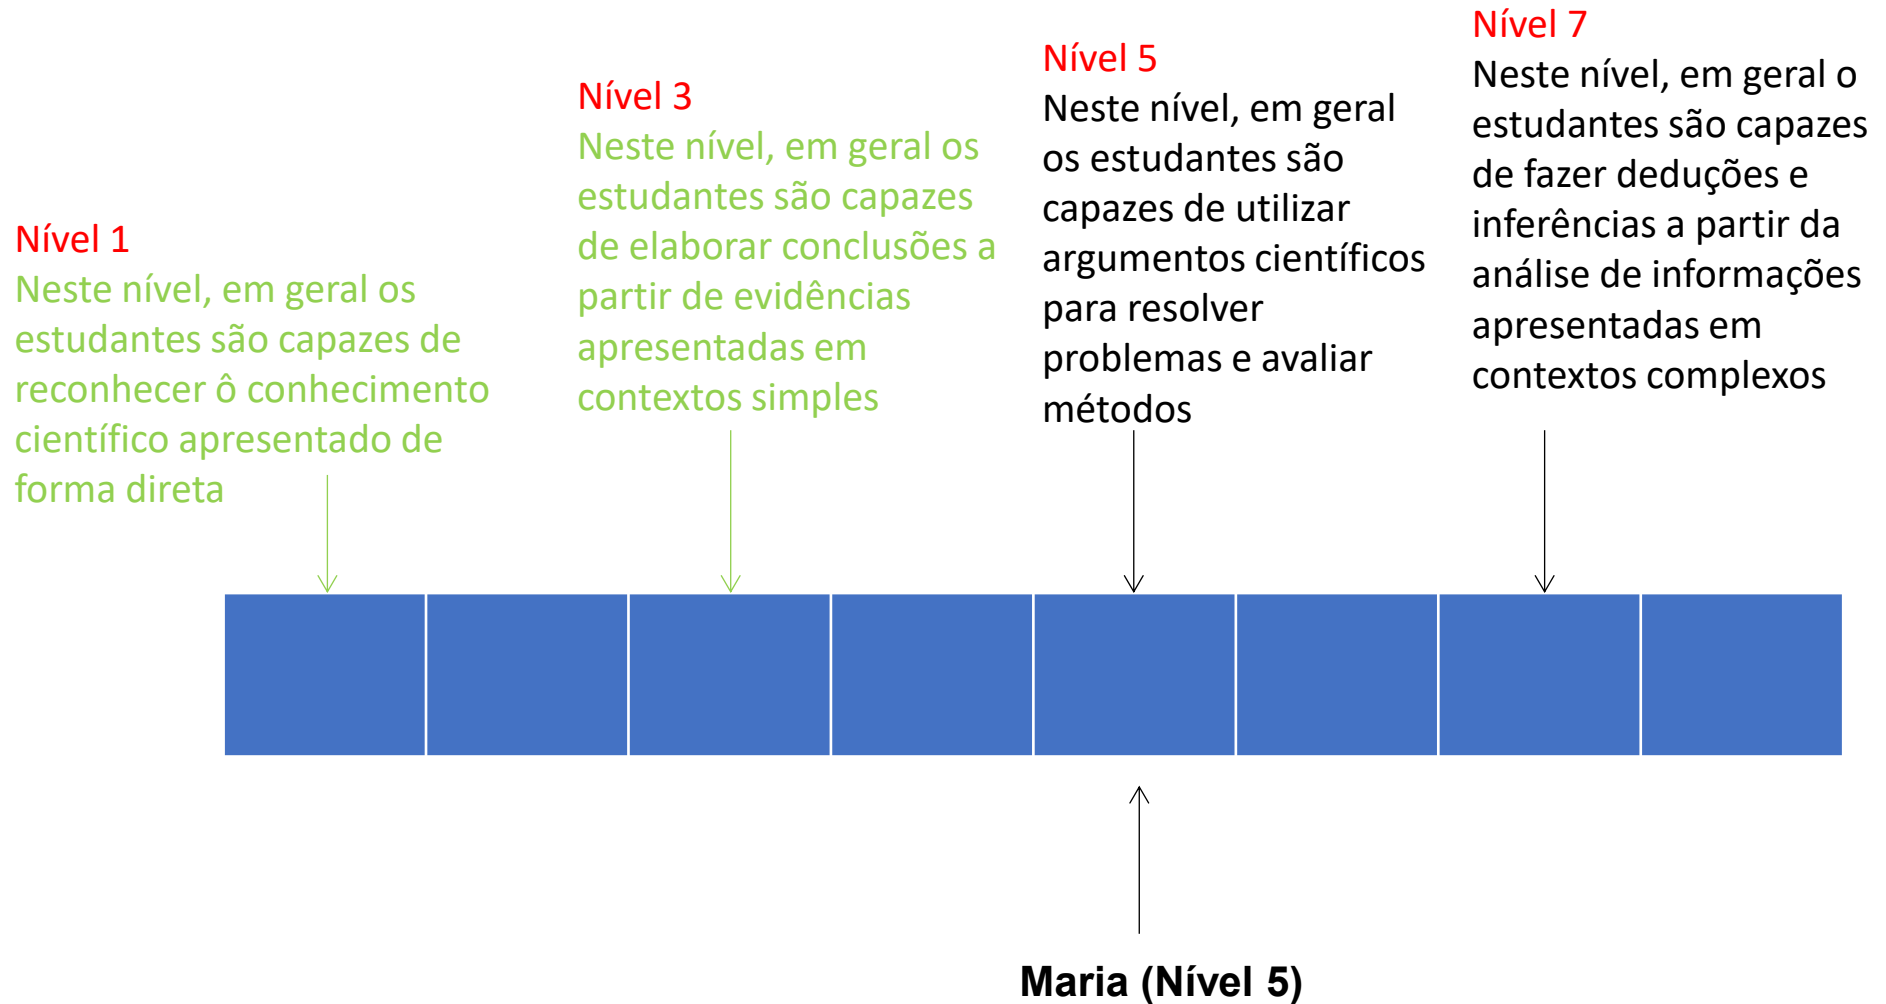 Nível 1
Neste nível, em geral os
estudantes são capazes de
reconhecer ô conhecimento
científico apresentado de
forma direta
Nível 3
Neste nível, em geral os
estudantes são capazes
de elaborar conclusões a
partir de evidências
apresentadas em
contextos simples
Nível 5
Neste nível, em geral
os estudantes são
capazes de utilizar
argumentos científicos
para resolver
problemas e avaliar
métodos
Nível 7
Neste nível, em geral o
estudantes são capazes
de fazer deduções e
inferências a partir da
análise de informações
apresentadas em
contextos complexos
Maria (Nível 5)